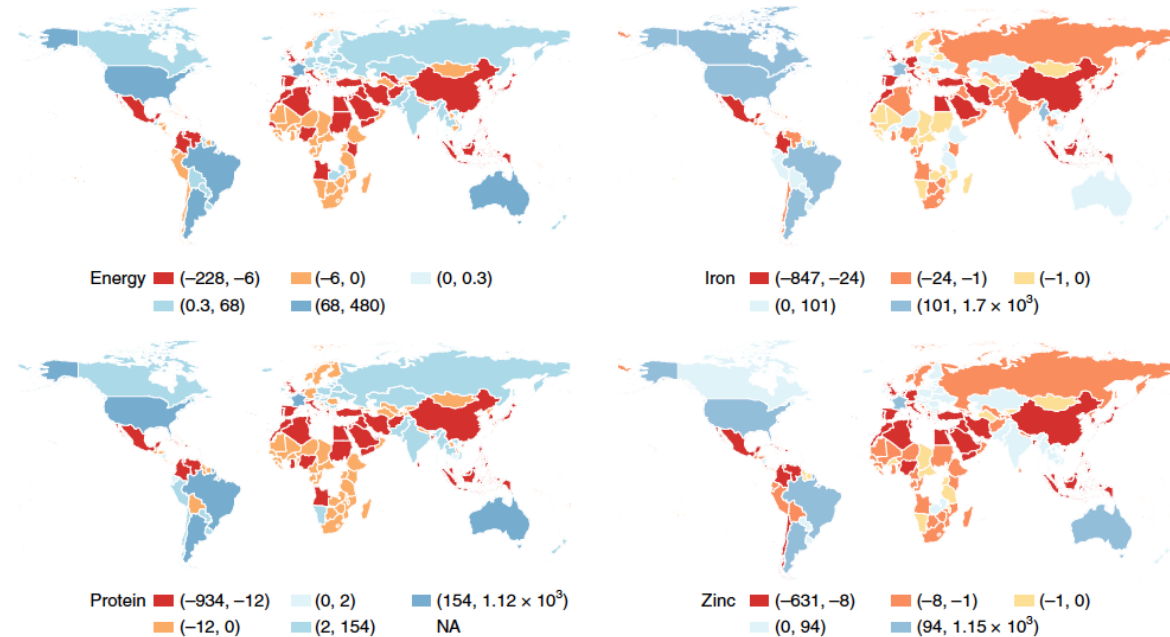 Energy (–228, –6) (–6, 0) (0, 0.3)
(0.3, 68) (68, 480)
Iron (–847, –24) (–24, –1) (–1, 0)
(0, 101) (101, 1.7 × 10³)
Protein (–934, –12) (0, 2) (154, 1.12 × 10³)
(–12, 0) (2, 154) NA
Zinc (–631, –8) (–8, –1) (–1, 0)
(0, 94) (94, 1.15 × 10³)